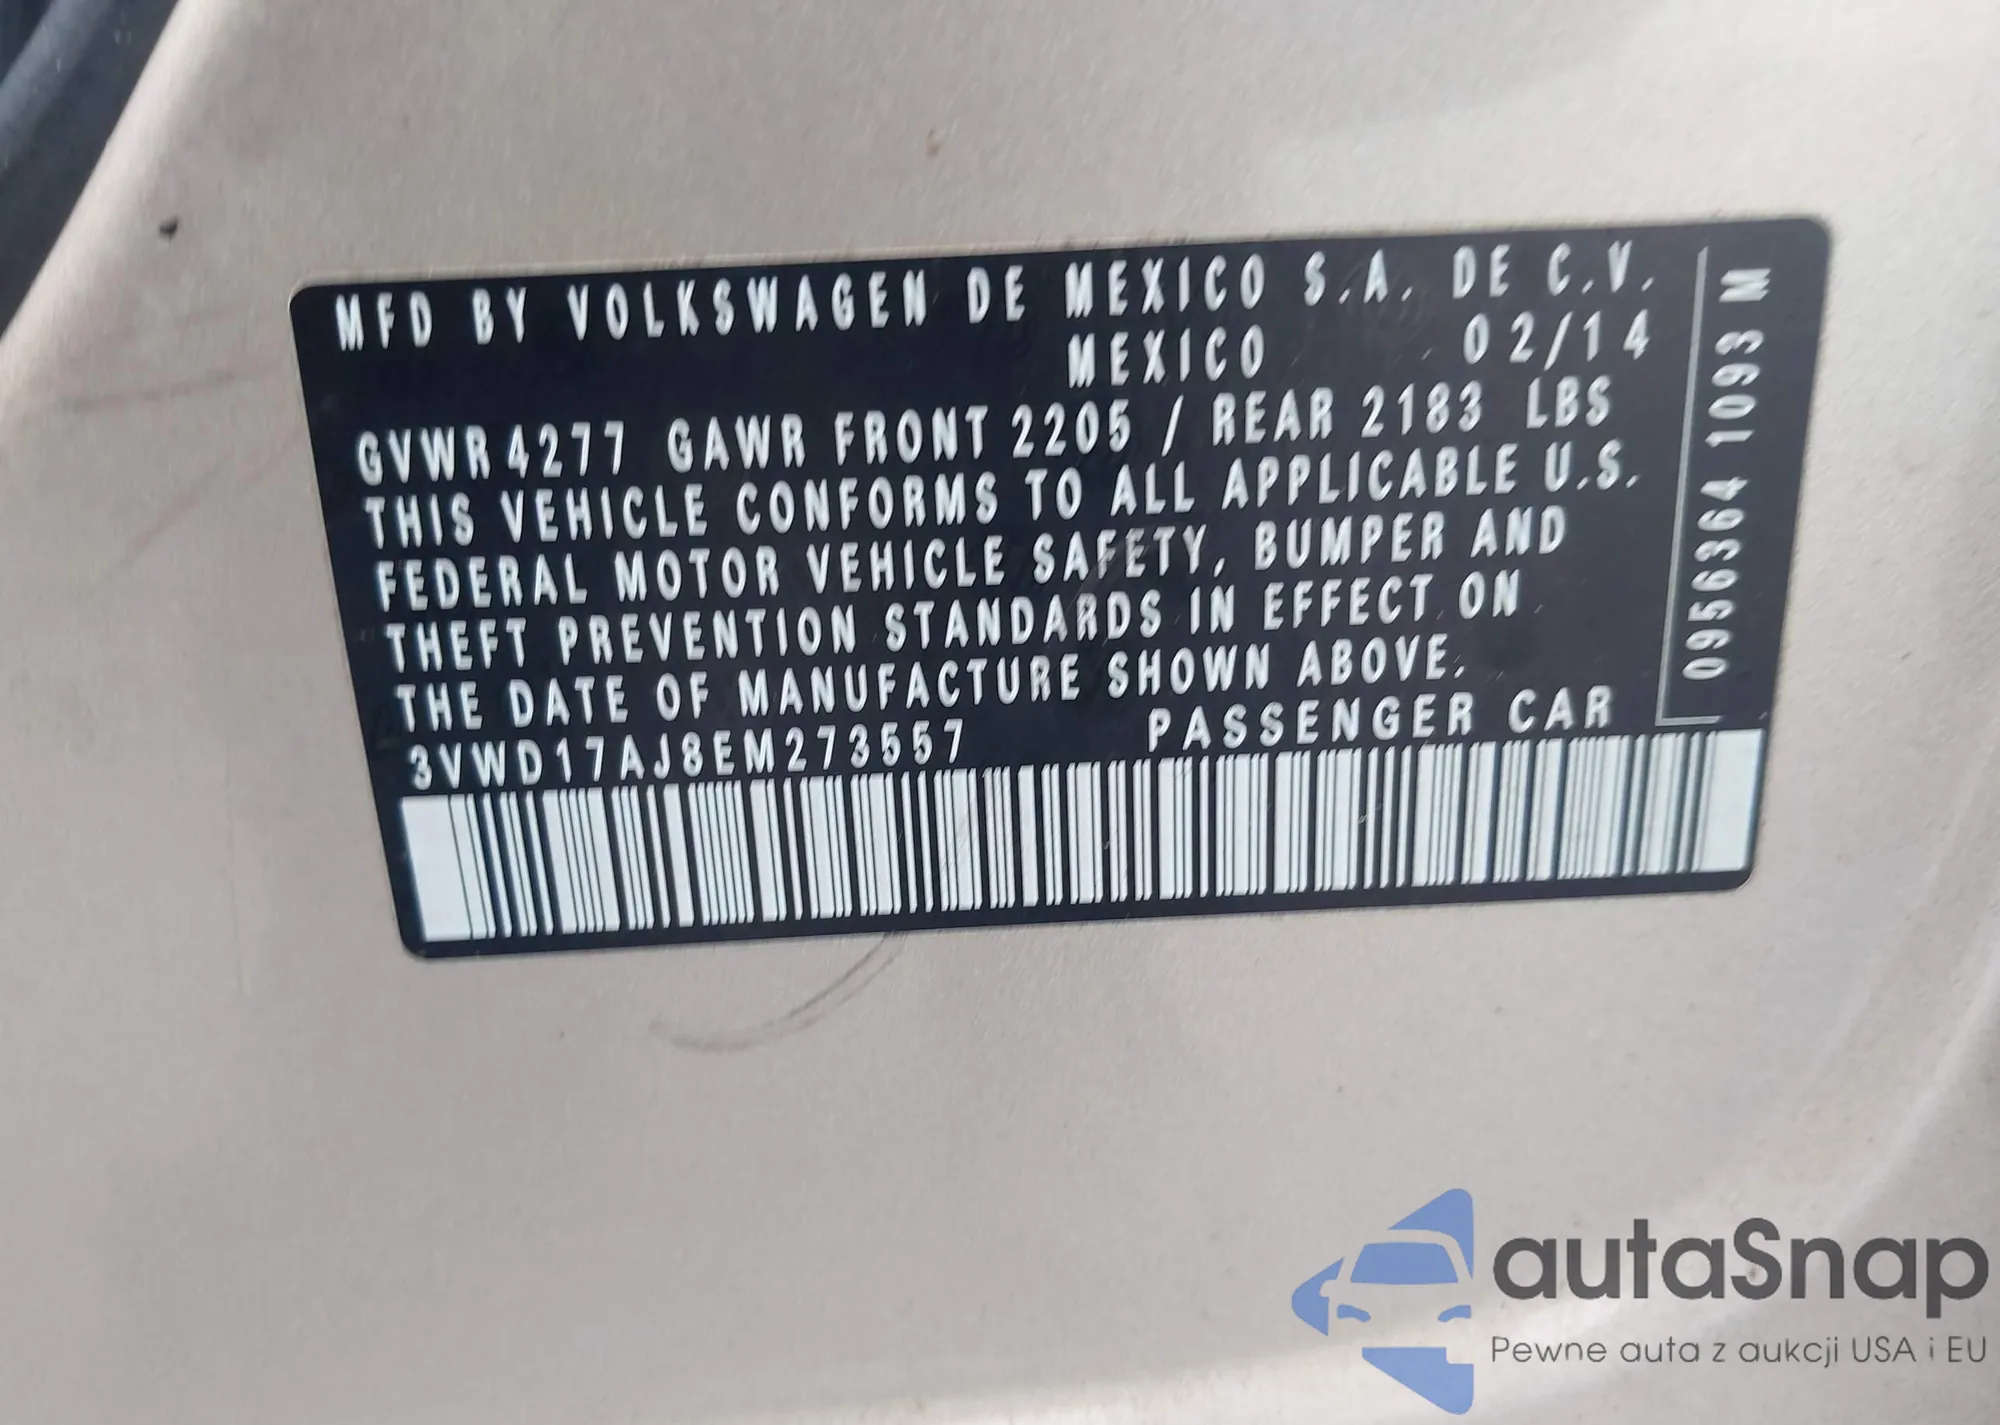 MFD BY VOLKSWAGEN DE MEXICO S.A. DE C.V.
MEXICO 02/14
GVWR 4277 GAWR FRONT 2205 / REAR 2183 LBS
THIS VEHICLE CONFORMS TO ALL APPLICABLE U.S.
FEDERAL MOTOR VEHICLE SAFETY, BUMPER AND
THEFT PREVENTION STANDARDS IN EFFECT ON
THE DATE OF MANUFACTURE SHOWN ABOVE.
3VWD17AJ8EM273557 PASSENGER CAR
0956364 1093 M
autaSnap
Pewne auta z aukcji USA i EU